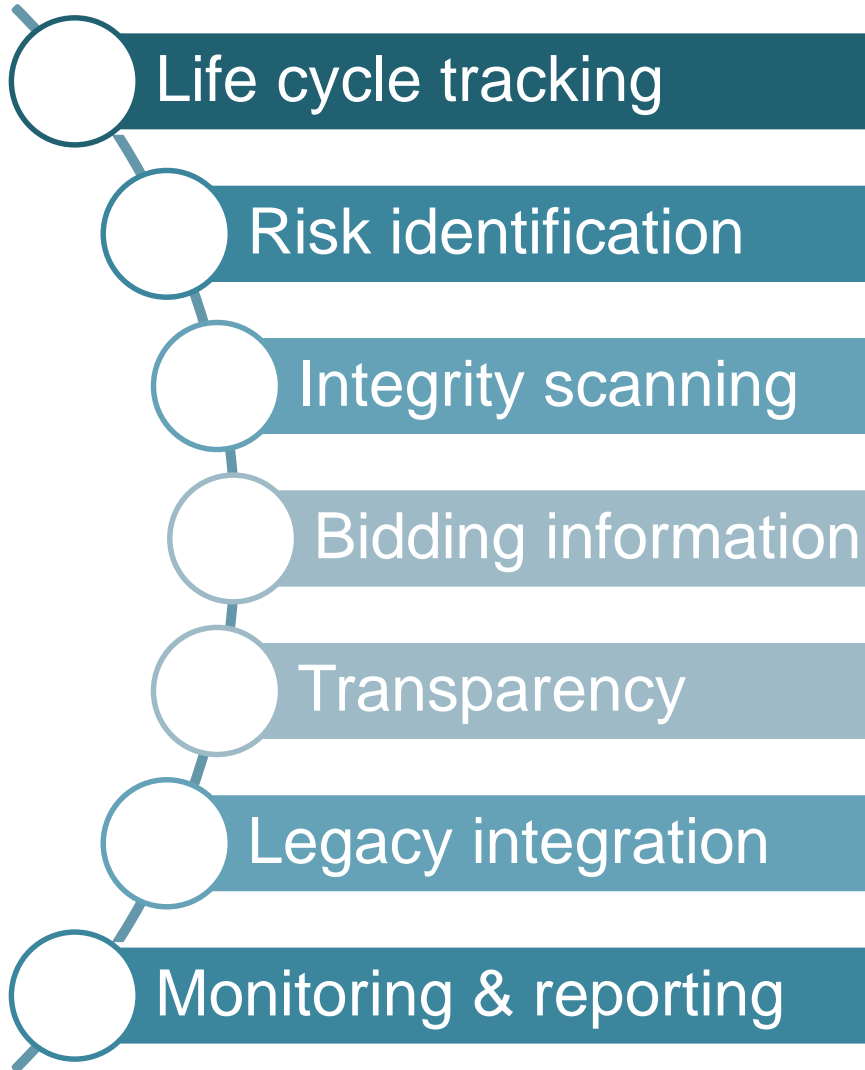 Life cycle tracking
Risk identification
Integrity scanning
Bidding information
Transparency
Legacy integration
Monitoring & reporting